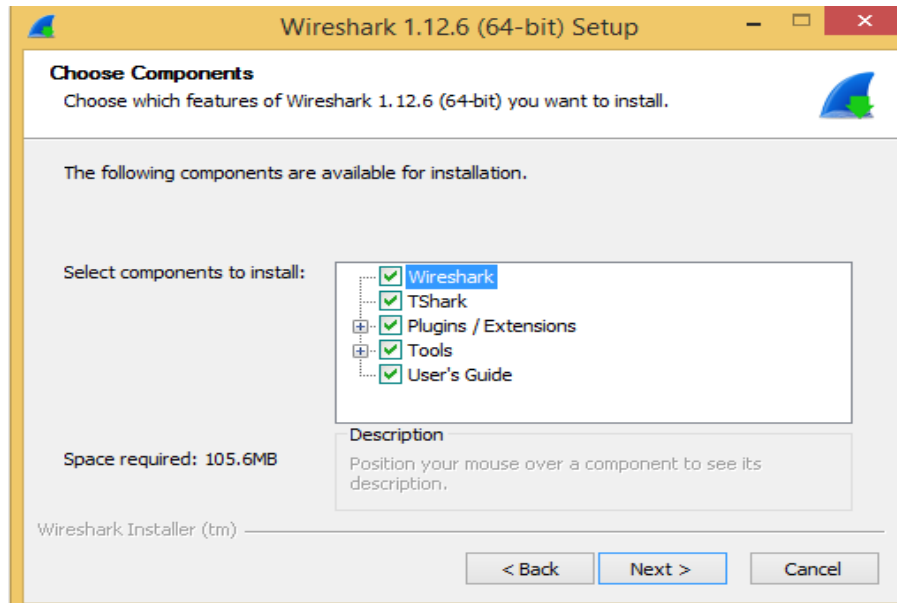 Wireshark 1.12.6 (64-bit) Setup
Choose Components
Choose which features of Wireshark 1.12.6 (64-bit) you want to install.
The following components are available for installation.
Select components to install:
Wireshark
TShark
Plugins / Extensions
Tools
User's Guide
Space required: 105.6MB
Description
Position your mouse over a component to see its
description.
Wireshark Installer (tm)
< Back
Next >
Cancel